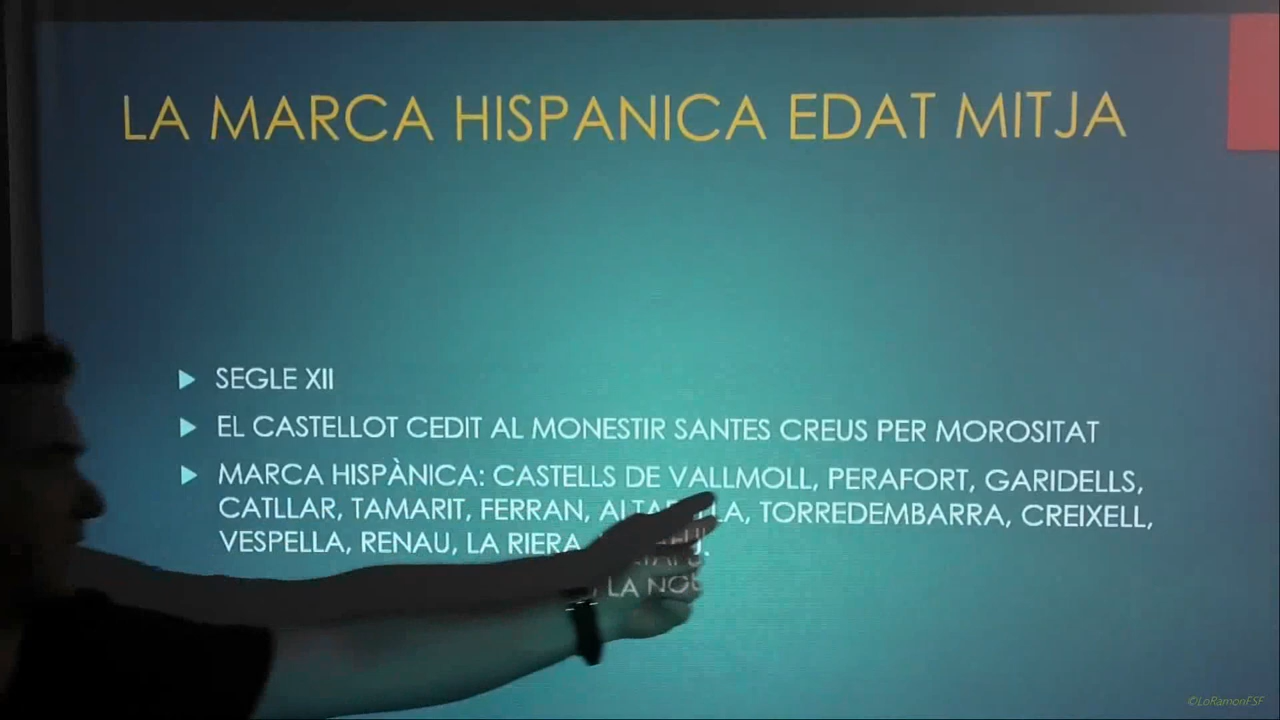 LA MARCA HISPANICA EDAT MITJA
SEGLE XII
EL CASTELLOT CEDIT AL MONESTIR SANTES CREUS PER MOROSITAT
MARCA HISPÀNICA: CASTELLS DE VALLMOLL, PERAFORT, GARIDELLS,
CATLLAR, TAMARIT, FERRAN, TORREDEMBARRA, CREIXELL,
VESPELLA, RENAU, LA RIERA
©LoRamonFSF